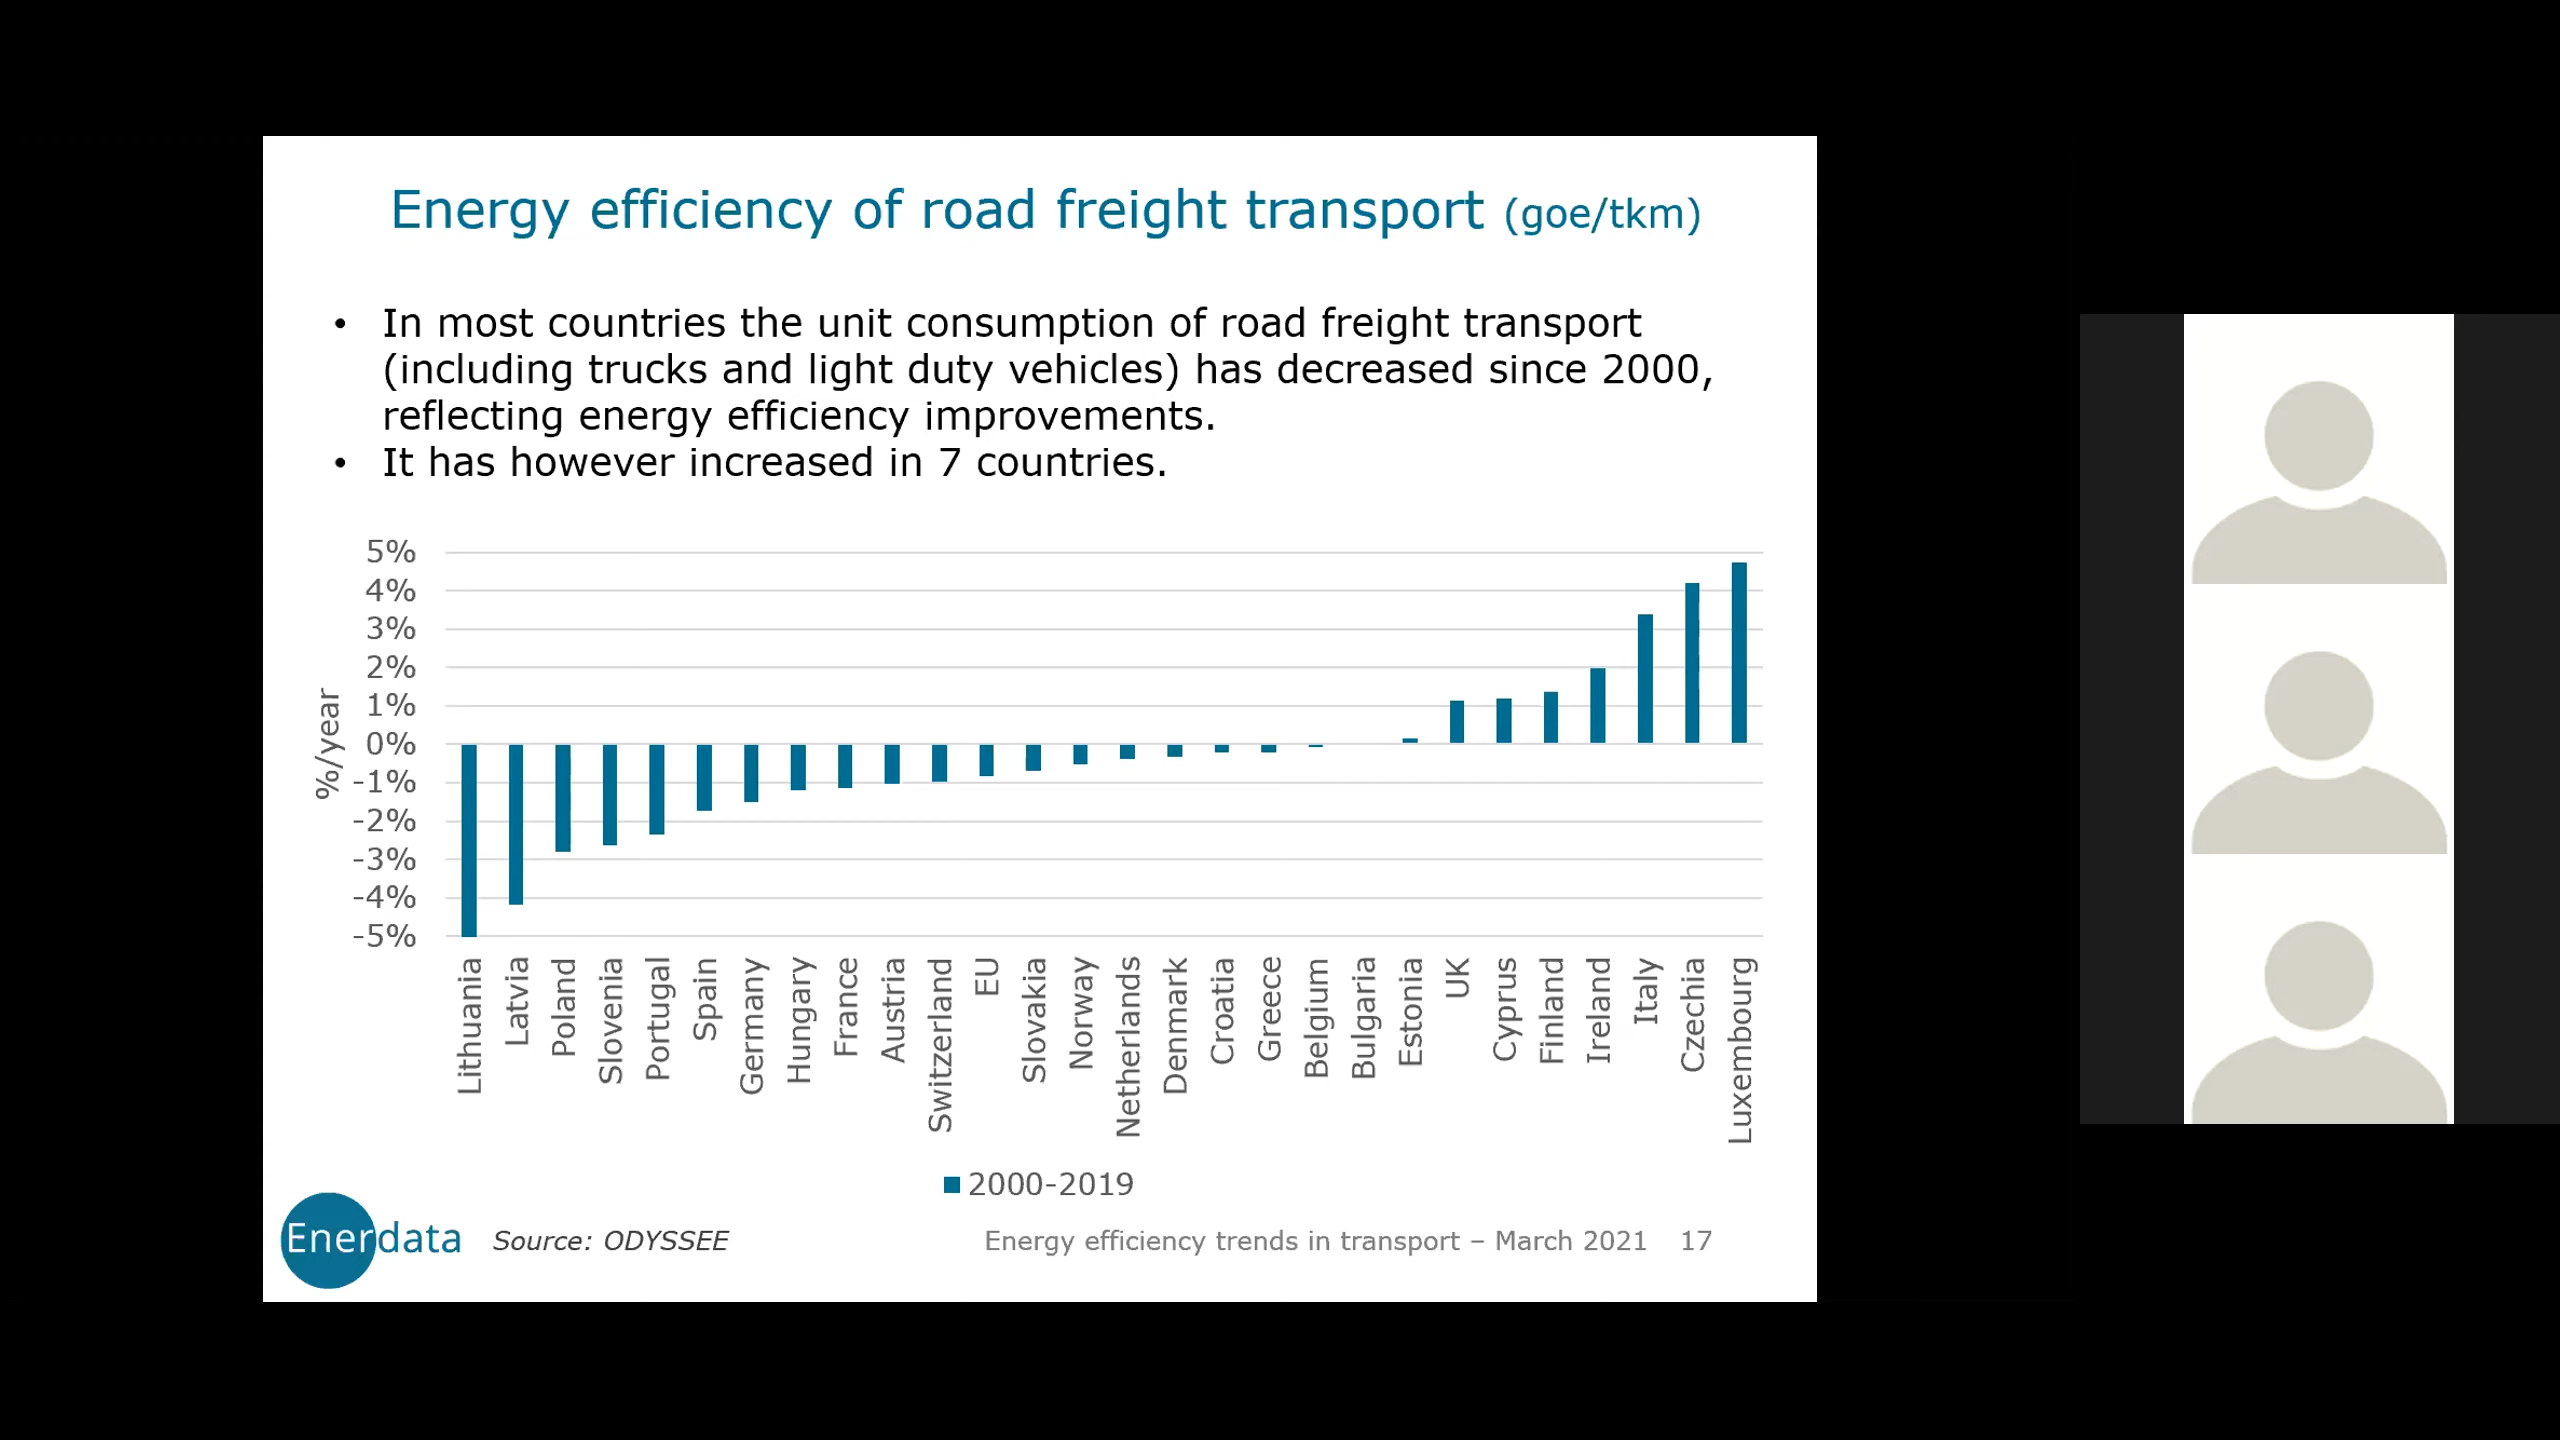 Energy efficiency of road freight transport (goe/tkm)
• In most countries the unit consumption of road freight transport
(including trucks and light duty vehicles) has decreased since 2000,
reflecting energy efficiency improvements.
• It has however increased in 7 countries.
%/year
5%
4%
3%
2%
1%
0%
-1%
-2%
-3%
-4%
-5%
Lithuania
Latvia
Poland
Slovenia
Portugal
Spain
Germany
Hungary
France
Austria
Switzerland
EU
Slovakia
Norway
Netherlands
Denmark
Croatia
Greece
Belgium
Bulgaria
Estonia
UK
Cyprus
Finland
Ireland
Italy
Czechia
Luxembourg
2000-2019
Enerdata
Source: ODYSSEE
Energy efficiency trends in transport – March 2021 17